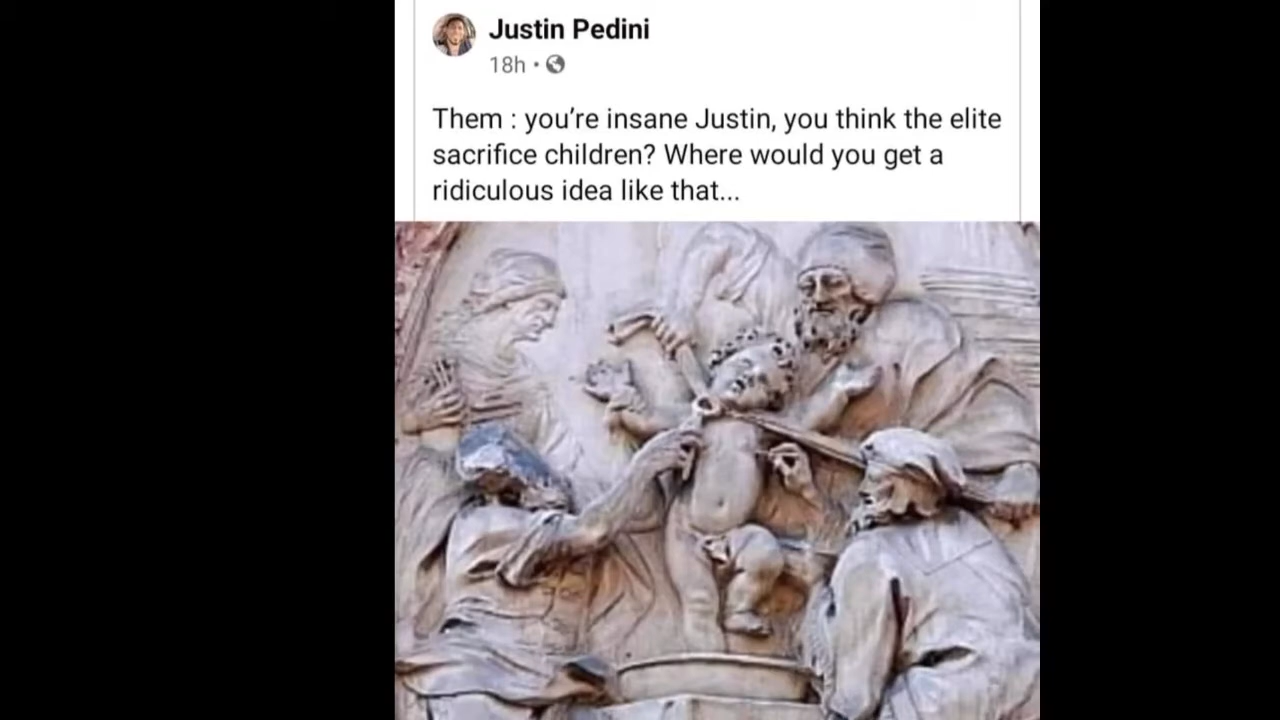 Justin Pedini
18h ·
Them : you're insane Justin, you think the elite
sacrifice children? Where would you get a
ridiculous idea like that...